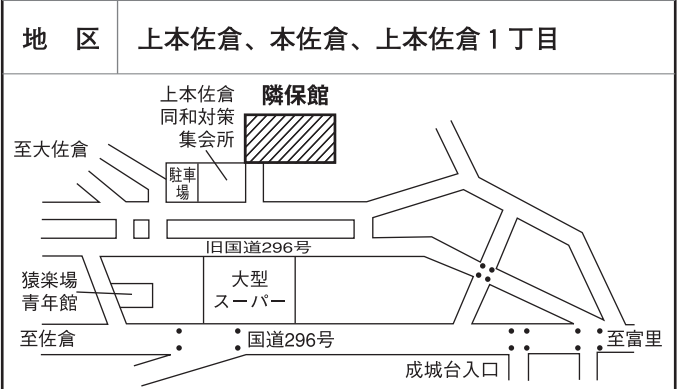 地 区 上本佐倉、本佐倉、上本佐倉1丁目
上本佐倉
同和対策
集会所
隣保館
至大佐倉
駐車
場
旧国道296号
猿楽場
青年館
大型
スーパー
至佐倉
国道296号
至富里
成城台入口